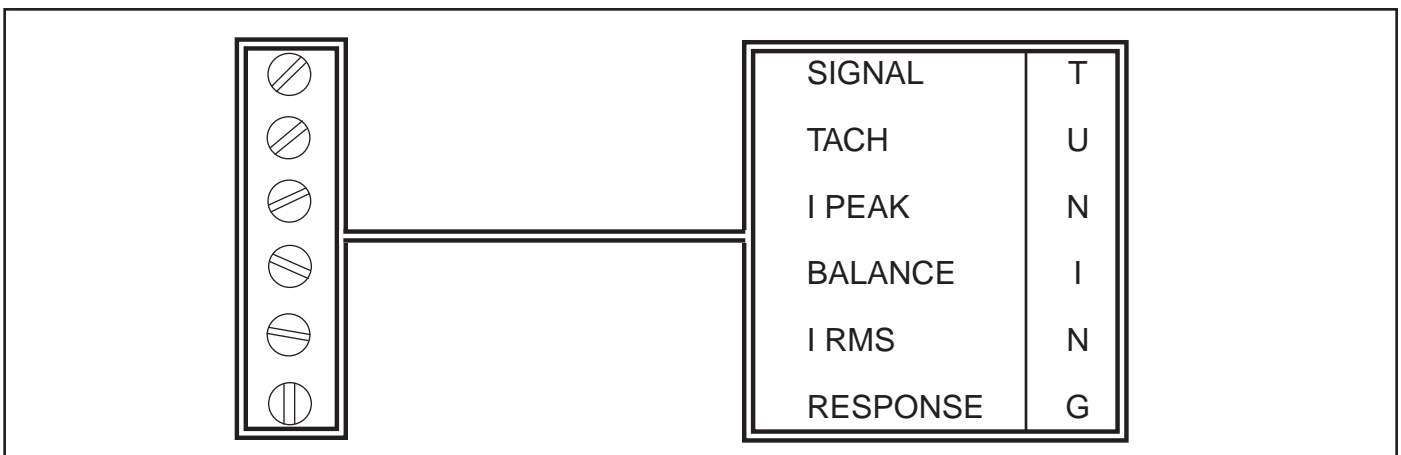 SIGNAL T
TACH U
I PEAK N
BALANCE I
I RMS N
RESPONSE G